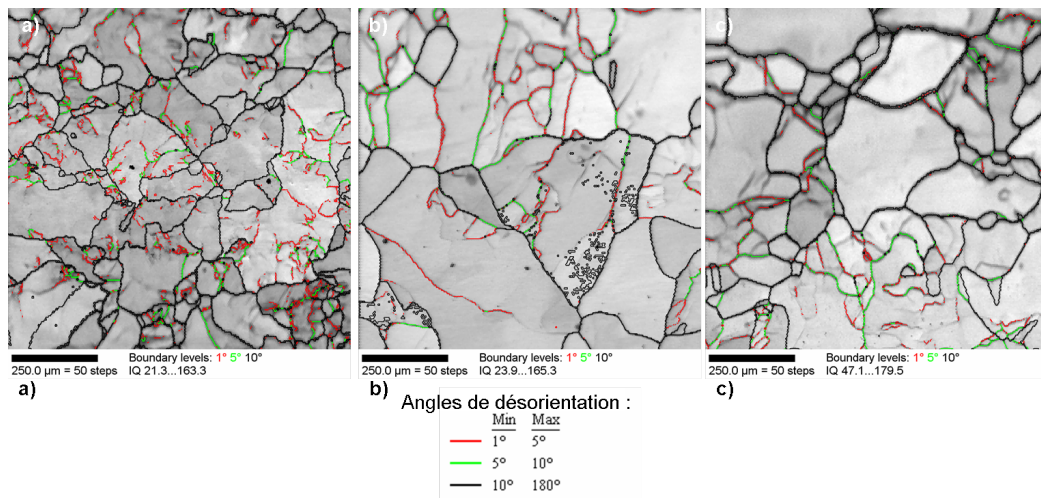 a)
b)
c)
Boundary levels: 1° 5° 10°
250.0 µm = 50 steps IQ 21.3...163.3
Boundary levels: 1° 5° 10°
250.0 µm = 50 steps IQ 23.9...165.3
Boundary levels: 1° 5° 10°
250.0 µm = 50 steps IQ 47.1...179.5
a)
b)
c)
Angles de désorientation :
Min Max
1° 5°
5° 10°
10° 180°